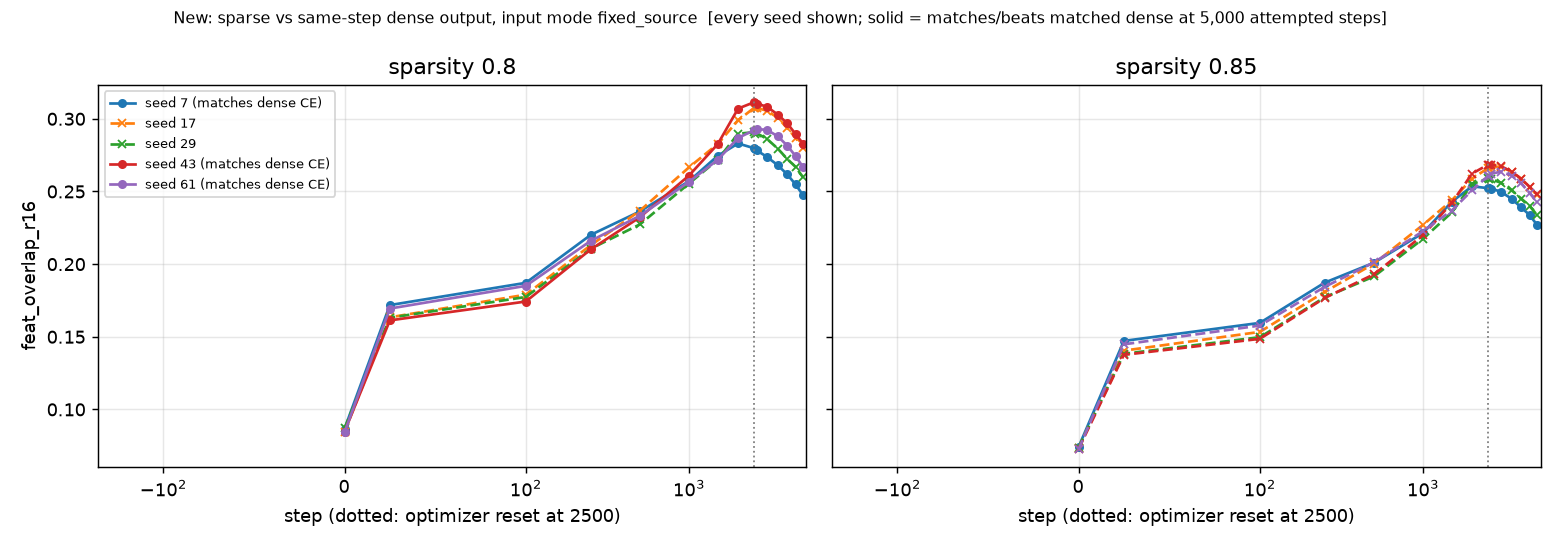 New: sparse vs same-step dense output, input mode fixed_source  [every seed shown; solid = matches/beats matched dense at 5,000 attempted steps]
sparsity 0.8
sparsity 0.85
seed 7 (matches dense CE)
seed 17
seed 29
seed 43 (matches dense CE)
seed 61 (matches dense CE)
feat_overlap_r16
0.30
0.25
0.20
0.15
0.10
−10²
0
10²
10³
−10²
0
10²
10³
step (dotted: optimizer reset at 2500)
step (dotted: optimizer reset at 2500)